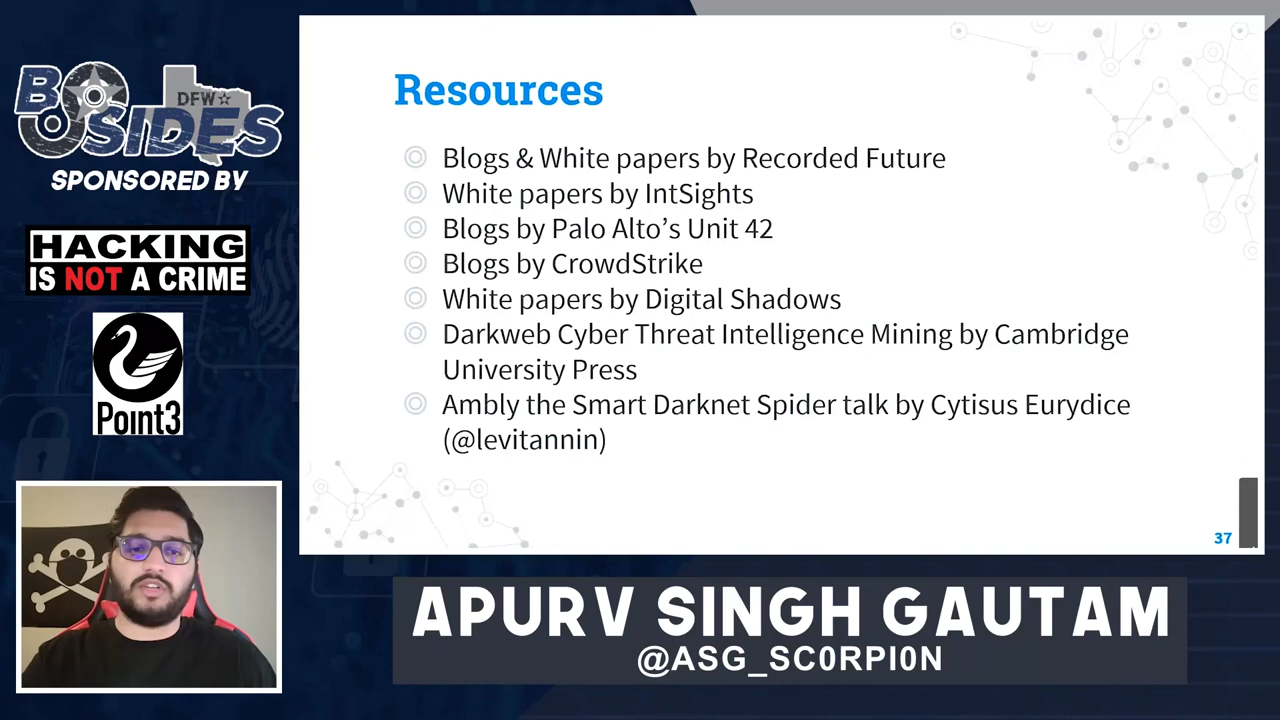 BSIDES
DFW
SPONSORED BY
HACKING
IS NOT A CRIME
Point3
Resources
Blogs & White papers by Recorded Future
White papers by IntSights
Blogs by Palo Alto’s Unit 42
Blogs by CrowdStrike
White papers by Digital Shadows
Darkweb Cyber Threat Intelligence Mining by Cambridge
University Press
Ambly the Smart Darknet Spider talk by Cytisus Eurydice
(@levitannin)
37
APURV SINGH GAUTAM
@ASG_SC0RPI0N